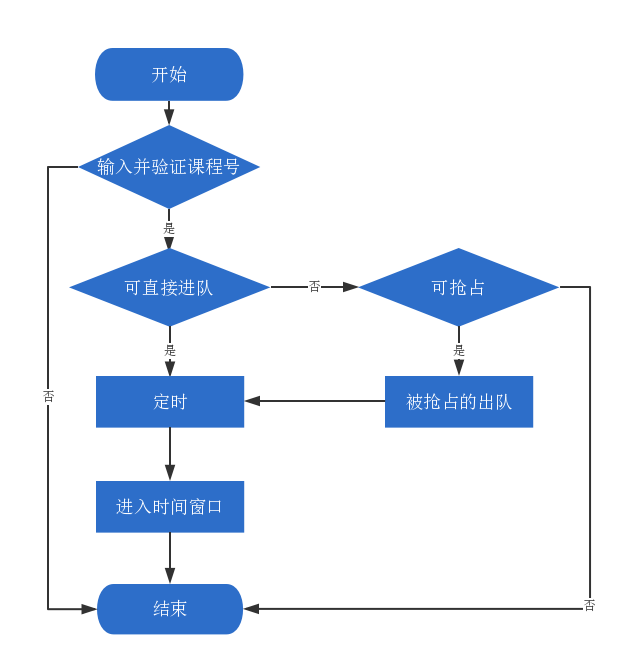 开始
输入并验证课程号
是
可直接进队
否
可抢占
是
是
定时
被抢占的出队
否
进入时间窗口
结束
否